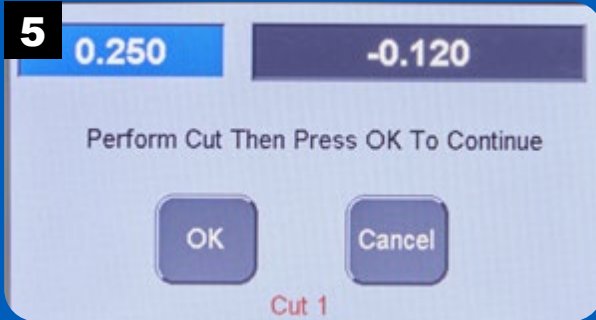 5
0.250 -0.120
Perform Cut Then Press OK To Continue
OK Cancel
Cut 1